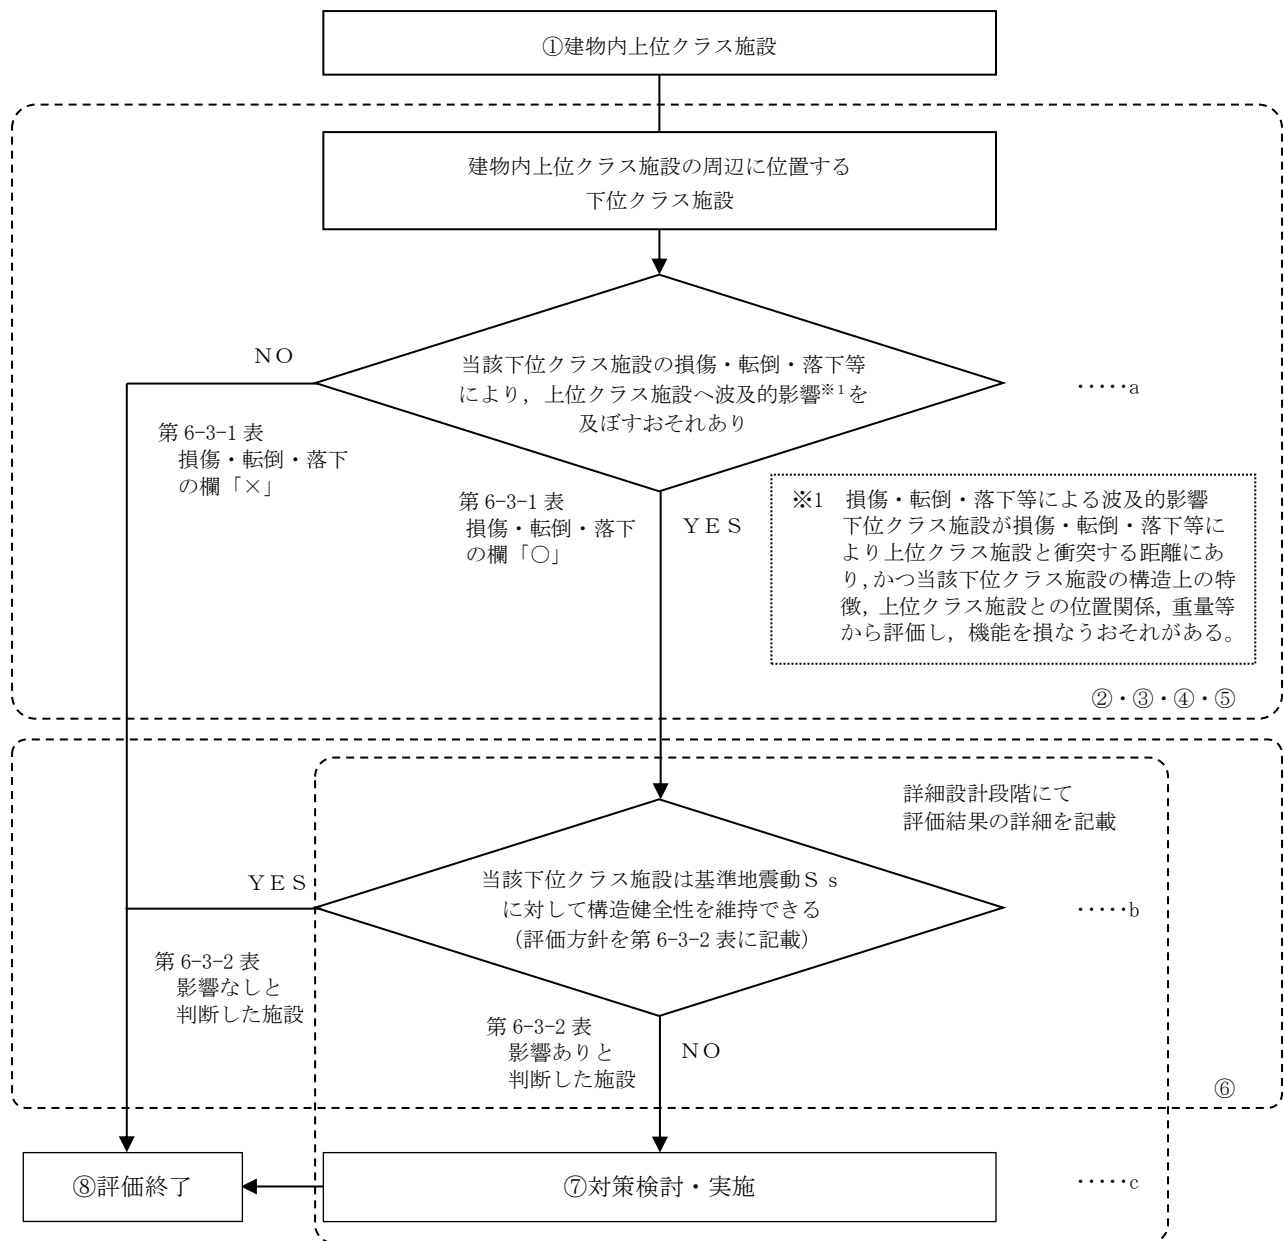 ①建物内上位クラス施設
建物内上位クラス施設の周辺に位置する
下位クラス施設
NO
当該下位クラス施設の損傷・転倒・落下等
により，上位クラス施設へ波及的影響※1を
及ぼすおそれあり
‥‥‥a
第 6-3-1 表
損傷・転倒・落下
の欄「×」
第 6-3-1 表
損傷・転倒・落下
の欄「○」
ＹＥＳ
※1　損傷・転倒・落下等による波及的影響
下位クラス施設が損傷・転倒・落下等に
より上位クラス施設と衝突する距離にあ
り，かつ当該下位クラス施設の構造上の特
徴，上位クラス施設との位置関係，重量等
から評価し，機能を損なうおそれがある。
②・③・④・⑤
詳細設計段階にて
評価結果の詳細を記載
ＹＥＳ
当該下位クラス施設は基準地震動Ｓｓ
に対して構造健全性を維持できる
（評価方針を第 6-3-2 表に記載）
‥‥‥b
第 6-3-2 表
影響なしと
判断した施設
第 6-3-2 表
影響ありと
判断した施設
ＮＯ
⑥
⑧評価終了
⑦対策検討・実施
‥‥‥c